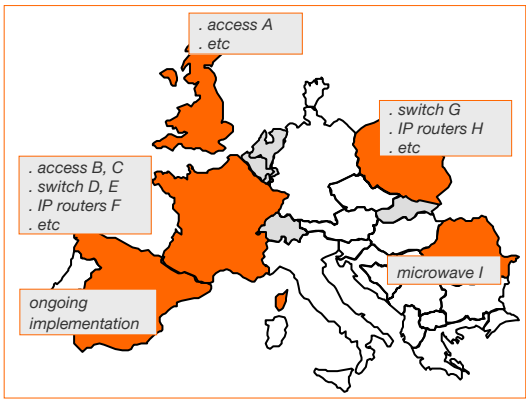 . access A
. etc
. switch G
. IP routers H
. etc
. access B, C
. switch D, E
. IP routers F
. etc
microwave I
ongoing
implementation